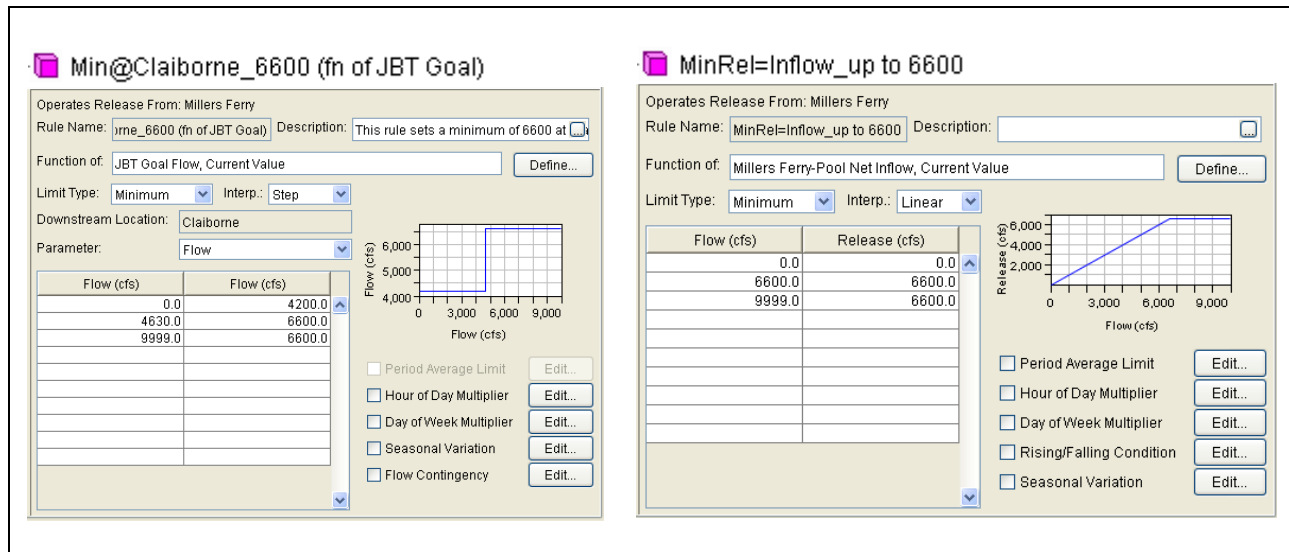 Min@Claiborne_6600 (fn of JBT Goal)
Operates Release From: Millers Ferry
Rule Name: orne_6600 (fn of JBT Goal) Description: This rule sets a minimum of 6600 at ...
Function of: JBT Goal Flow, Current Value Define...
Limit Type: Minimum Interp.: Step
Downstream Location: Claiborne
Parameter: Flow
Flow (cfs) Flow (cfs)
0.0 4200.0
4630.0 6600.0
9999.0 6600.0
Flow (cfs)
6,000
5,000
4,000
0 3,000 6,000 9,000
Flow (cfs)
Period Average Limit Edit...
Hour of Day Multiplier Edit...
Day of Week Multiplier Edit...
Seasonal Variation Edit...
Flow Contingency Edit...
MinRel=Inflow_up to 6600
Operates Release From: Millers Ferry
Rule Name: MinRel=Inflow_up to 6600 Description: ...
Function of: Millers Ferry-Pool Net Inflow, Current Value Define...
Limit Type: Minimum Interp.: Linear
Flow (cfs) Release (cfs)
0.0 0.0
6600.0 6600.0
9999.0 6600.0
Release (cfs)
6,000
4,000
2,000
0 3,000 6,000 9,000
Flow (cfs)
Period Average Limit Edit...
Hour of Day Multiplier Edit...
Day of Week Multiplier Edit...
Rising/Falling Condition Edit...
Seasonal Variation Edit...